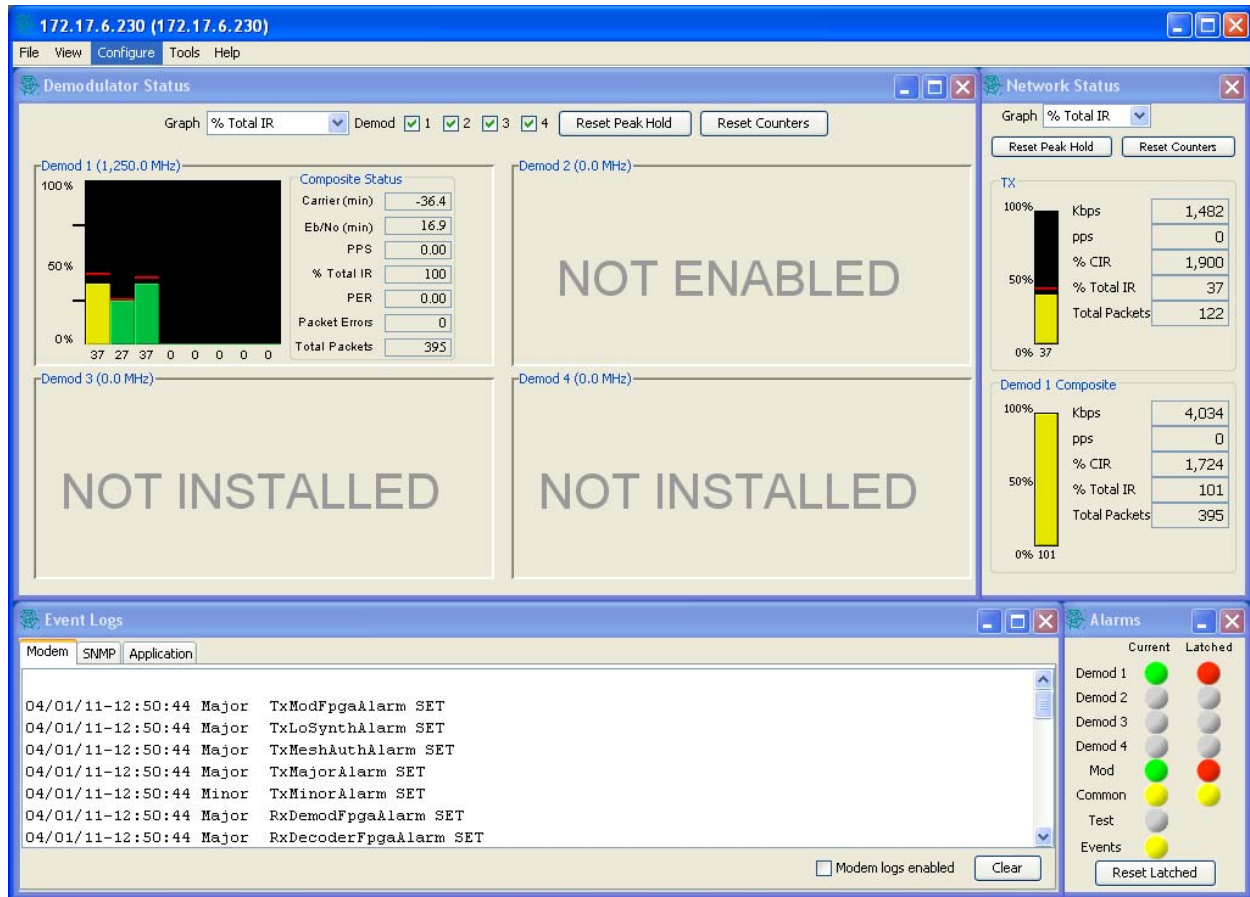 172.17.6.230 (172.17.6.230)
File View Configure Tools Help
Demodulator Status
Graph % Total IR Demod 1 2 3 4 Reset Peak Hold Reset Counters
Demod 1 (1,250.0 MHz)
100%
50%
0%
37 27 37 0 0 0 0 0
Composite Status
Carrier (min) -36.4
Eb/No (min) 16.9
PPS 0.00
% Total IR 100
PER 0.00
Packet Errors 0
Total Packets 395
Demod 2 (0.0 MHz)
NOT ENABLED
Demod 3 (0.0 MHz)
NOT INSTALLED
Demod 4 (0.0 MHz)
NOT INSTALLED
Network Status
Graph % Total IR
Reset Peak Hold Reset Counters
TX
100%
50%
0% 37
Kbps 1,482
pps 0
% CIR 1,900
% Total IR 37
Total Packets 122
Demod 1 Composite
100%
50%
0% 101
Kbps 4,034
pps 0
% CIR 1,724
% Total IR 101
Total Packets 395
Event Logs
Modem SNMP Application
04/01/11-12:50:44 Major TxModFpgaAlarm SET
04/01/11-12:50:44 Major TxLoSynthAlarm SET
04/01/11-12:50:44 Major TxMeshAuthAlarm SET
04/01/11-12:50:44 Major TxMajorAlarm SET
04/01/11-12:50:44 Minor TxMinorAlarm SET
04/01/11-12:50:44 Major RxDemodFpgaAlarm SET
04/01/11-12:50:44 Major RxDecoderFpgaAlarm SET
Modem logs enabled Clear
Alarms
Current Latched
Demod 1
Demod 2
Demod 3
Demod 4
Mod
Common
Test
Events
Reset Latched